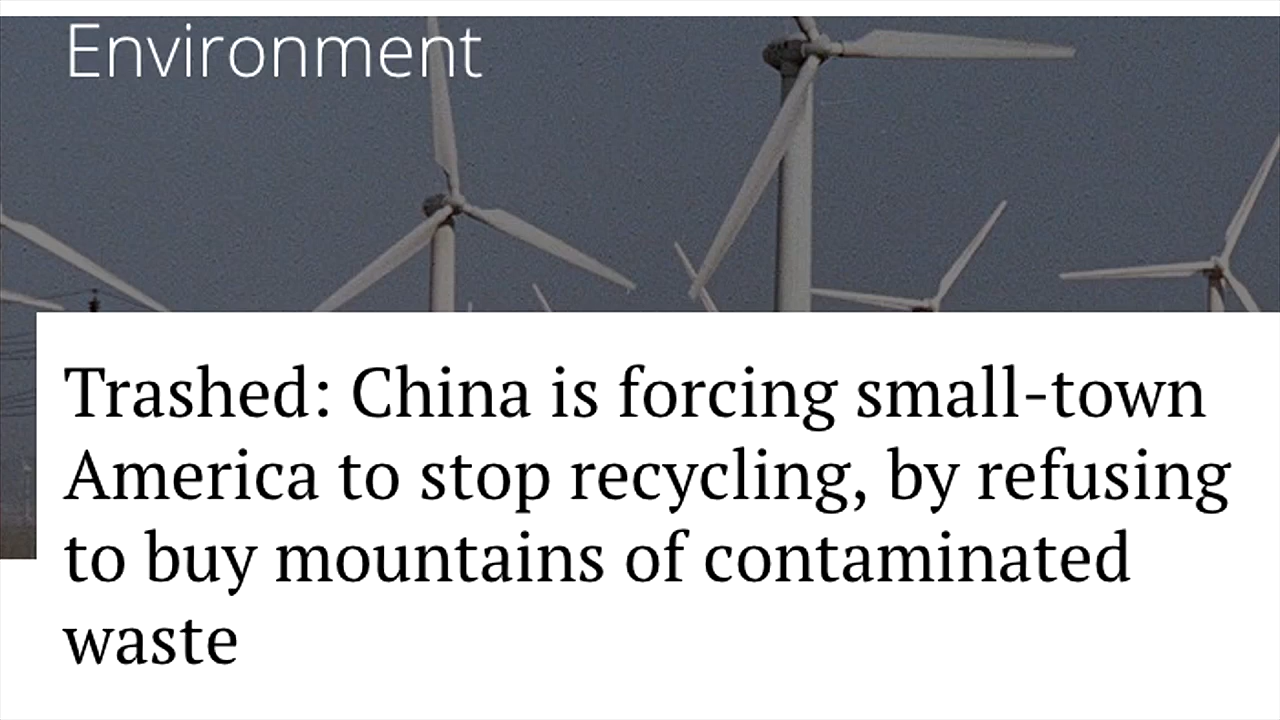 Environment
Trashed: China is forcing small-town
America to stop recycling, by refusing
to buy mountains of contaminated
waste